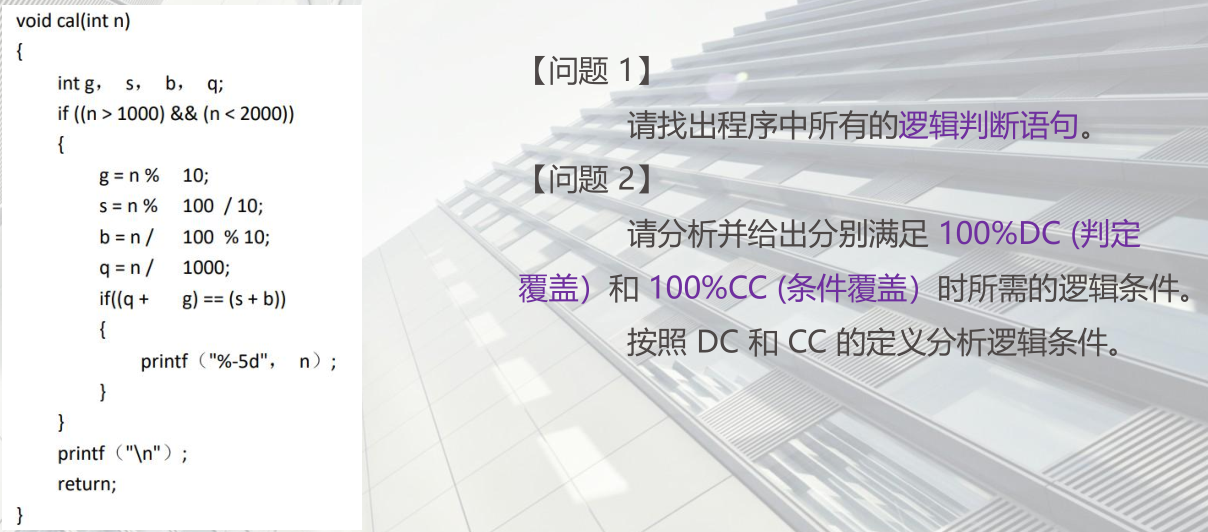 void cal(int n)
{
int g， s， b， q;
if ((n > 1000) && (n < 2000))
{
g = n % 10;
s = n % 100 / 10;
b = n / 100 % 10;
q = n / 1000;
if((q + g) == (s + b))
{
printf（"%-5d"， n）;
}
}
printf（"\n"）;
return;
}
【问题 1】
请找出程序中所有的逻辑判断语句。
【问题 2】
请分析并给出分别满足 100%DC (判定
覆盖）和 100%CC (条件覆盖）时所需的逻辑条件。
按照 DC 和 CC 的定义分析逻辑条件。